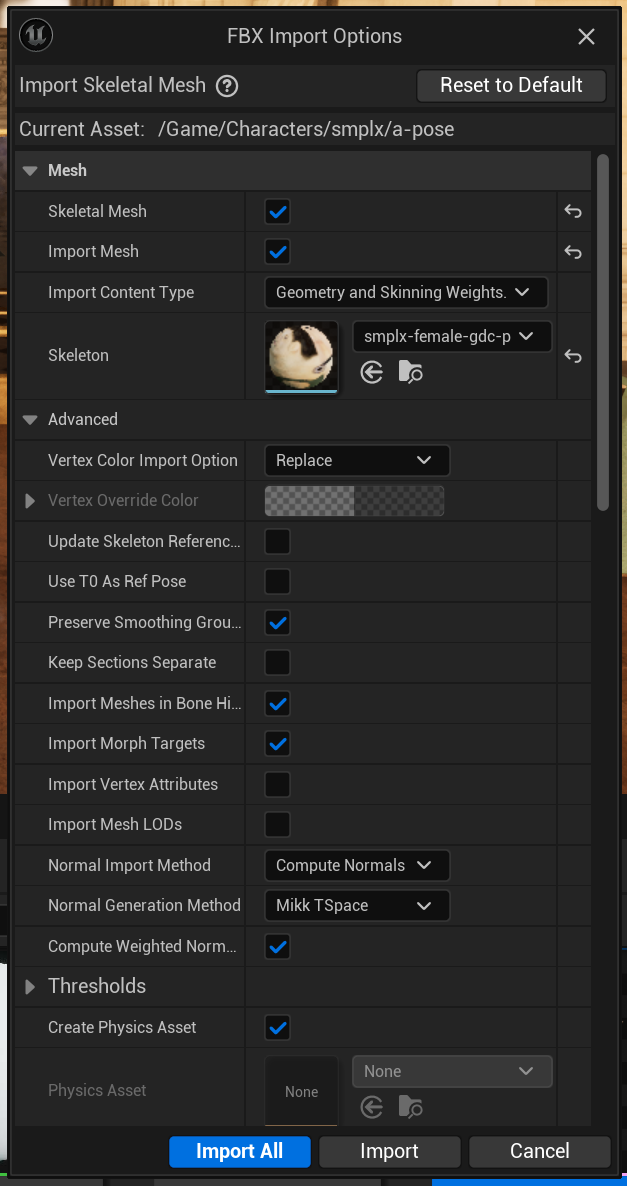 FBX Import Options
Import Skeletal Mesh ?
Reset to Default
Current Asset: /Game/Characters/smplx/a-pose
Mesh
Skeletal Mesh
Import Mesh
Import Content Type
Geometry and Skinning Weights.
Skeleton
smplx-female-gdc-p
Advanced
Vertex Color Import Option
Replace
Vertex Override Color
Update Skeleton Referenc...
Use T0 As Ref Pose
Preserve Smoothing Grou...
Keep Sections Separate
Import Meshes in Bone Hi...
Import Morph Targets
Import Vertex Attributes
Import Mesh LODs
Normal Import Method
Compute Normals
Normal Generation Method
Mikk TSpace
Compute Weighted Norm...
Thresholds
Create Physics Asset
Physics Asset
None
None
Import All
Import
Cancel